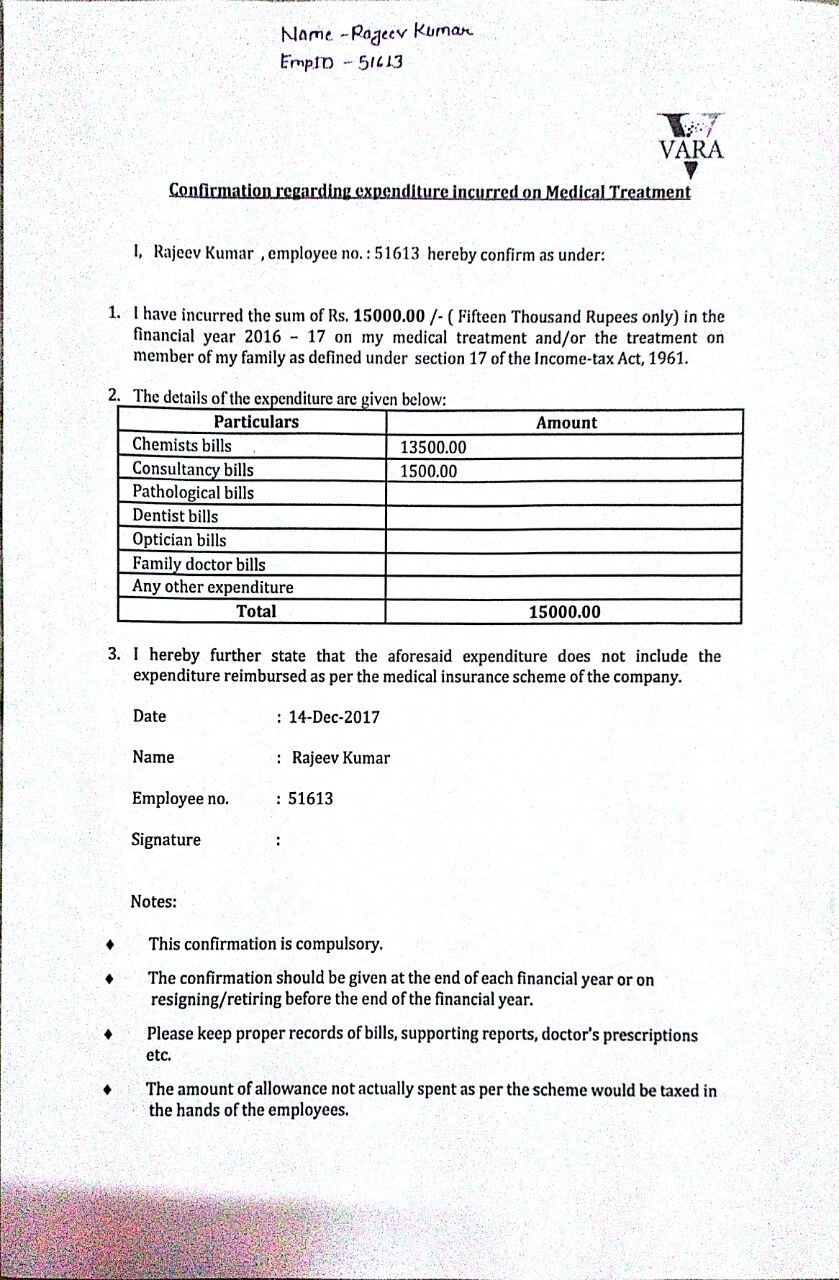 Name - Rajeev Kumar
EmpID - 51613
VARA
Confirmation regarding expenditure incurred on Medical Treatment
I, Rajeev Kumar , employee no. : 51613 hereby confirm as under:
1. I have incurred the sum of Rs. 15000.00 /- ( Fifteen Thousand Rupees only) in the
financial year 2016 – 17 on my medical treatment and/or the treatment on
member of my family as defined under section 17 of the Income-tax Act, 1961.
2. The details of the expenditure are given below:
Particulars Amount
Chemists bills 13500.00
Consultancy bills 1500.00
Pathological bills
Dentist bills
Optician bills
Family doctor bills
Any other expenditure
Total 15000.00
3. I hereby further state that the aforesaid expenditure does not include the
expenditure reimbursed as per the medical insurance scheme of the company.
Date : 14-Dec-2017
Name : Rajeev Kumar
Employee no. : 51613
Signature :
Notes:
♦ This confirmation is compulsory.
♦ The confirmation should be given at the end of each financial year or on
resigning/retiring before the end of the financial year.
♦ Please keep proper records of bills, supporting reports, doctor's prescriptions
etc.
♦ The amount of allowance not actually spent as per the scheme would be taxed in
the hands of the employees.